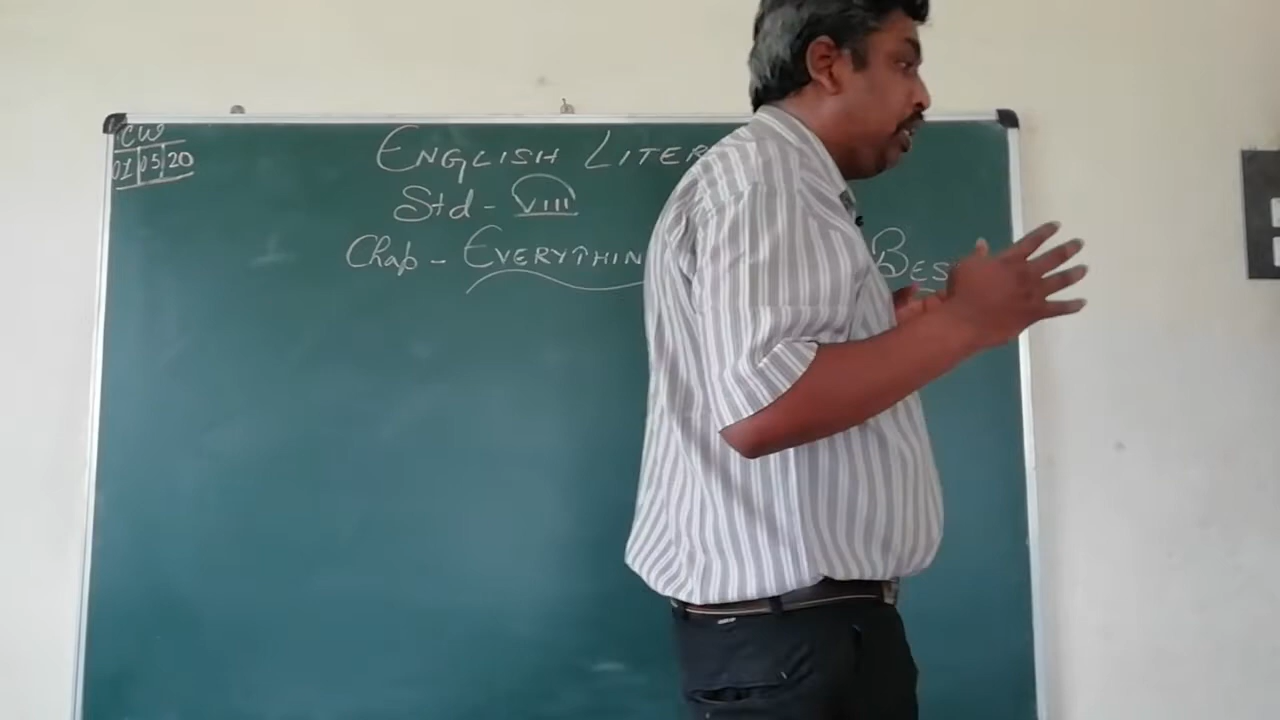 CW
01 05 20
ENGLISH LITER
Std - VIII
Chap - EVERYTHIN BES